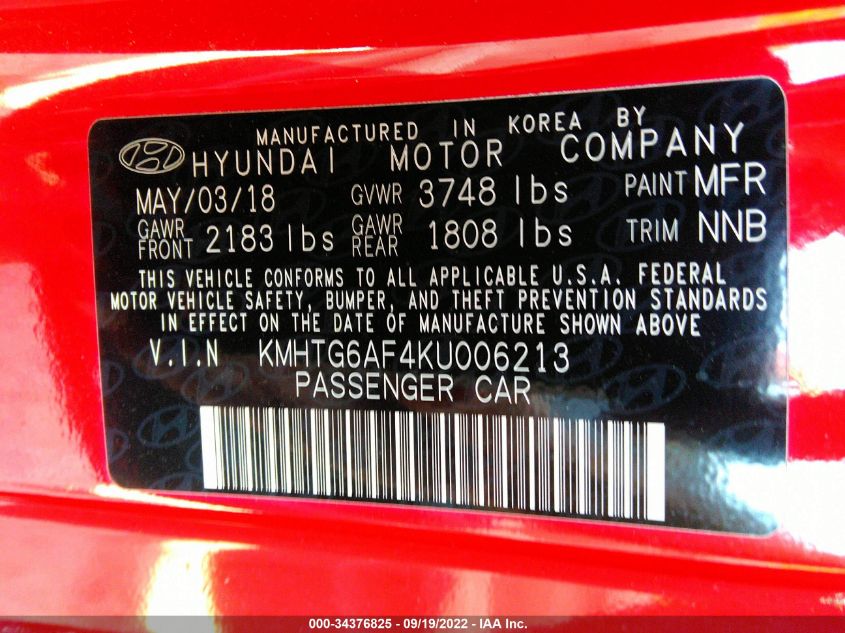 MANUFACTURED IN KOREA BY
HYUNDAI MOTOR COMPANY
MAY/03/18 GVWR 3748 lbs PAINT MFR
GAWR FRONT 2183 lbs GAWR REAR 1808 lbs TRIM NNB
THIS VEHICLE CONFORMS TO ALL APPLICABLE U.S.A. FEDERAL
MOTOR VEHICLE SAFETY, BUMPER, AND THEFT PREVENTION STANDARDS
IN EFFECT ON THE DATE OF MANUFACTURE SHOWN ABOVE
V.I.N KMHTG6AF4KU006213
PASSENGER CAR
000-34376825 - 09/19/2022 - IAA Inc.